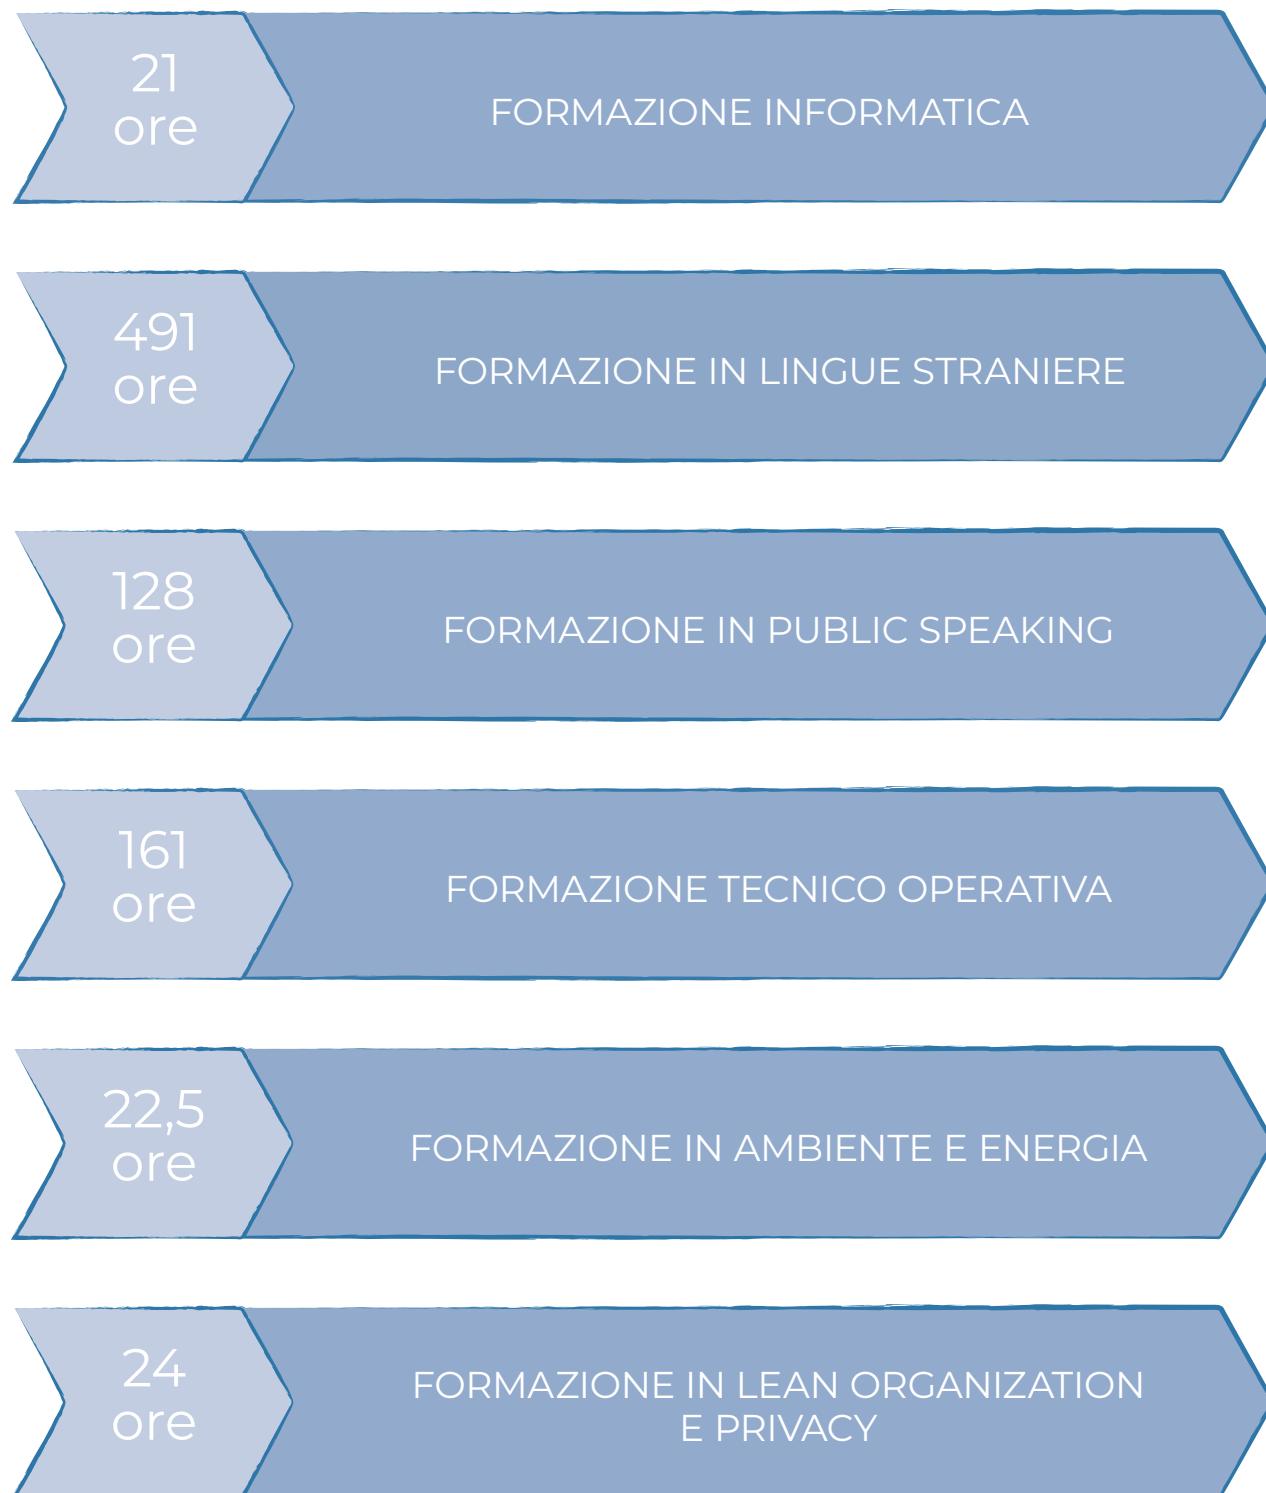 21
ore
FORMAZIONE INFORMATICA
491
ore
FORMAZIONE IN LINGUE STRANIERE
128
ore
FORMAZIONE IN PUBLIC SPEAKING
161
ore
FORMAZIONE TECNICO OPERATIVA
22,5
ore
FORMAZIONE IN AMBIENTE E ENERGIA
24
ore
FORMAZIONE IN LEAN ORGANIZATION
E PRIVACY